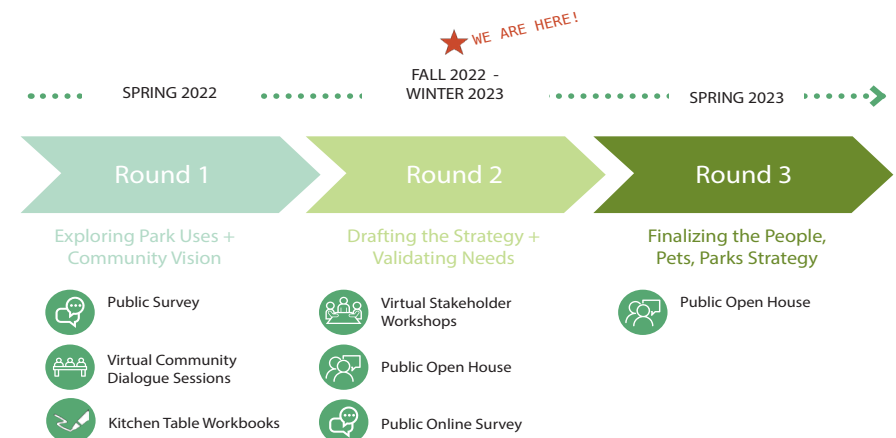 WE ARE HERE!
SPRING 2022
FALL 2022 -
WINTER 2023
SPRING 2023
Round 1
Round 2
Round 3
Exploring Park Uses +
Community Vision
Drafting the Strategy +
Validating Needs
Finalizing the People,
Pets, Parks Strategy
Public Survey
Virtual Community
Dialogue Sessions
Kitchen Table Workbooks
Virtual Stakeholder
Workshops
Public Open House
Public Online Survey
Public Open House